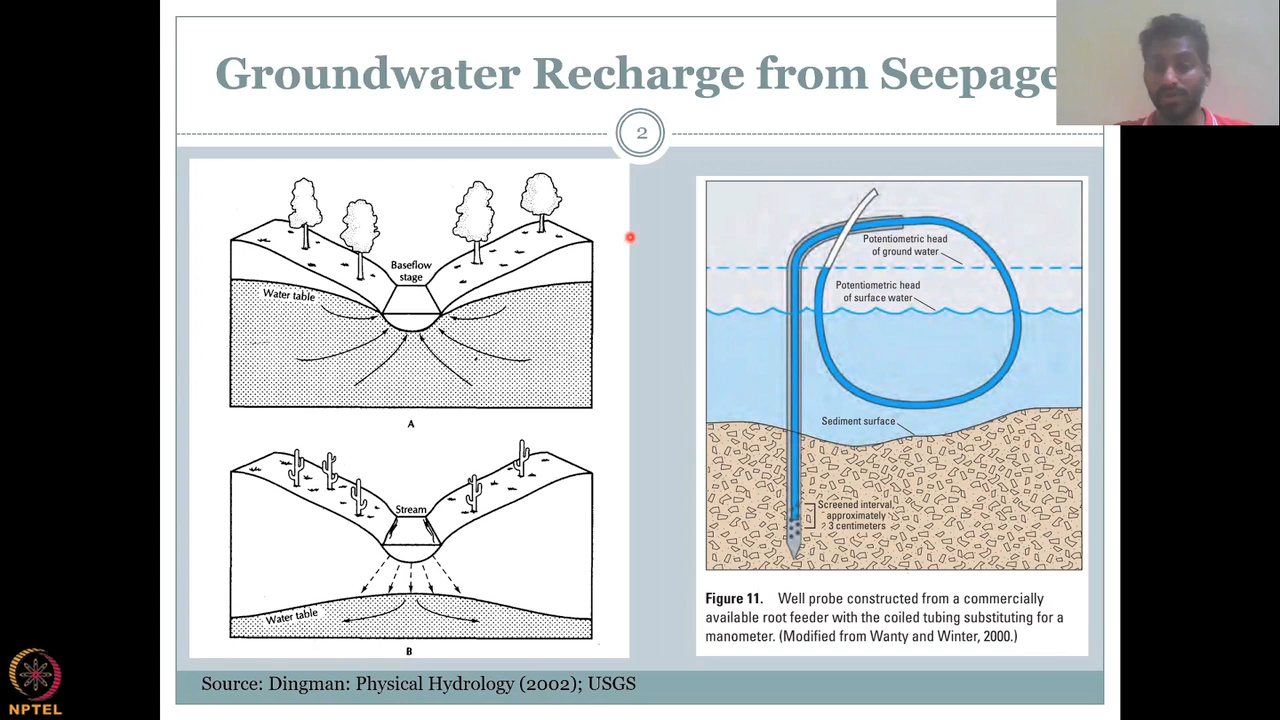 Groundwater Recharge from Seepage
2
Baseflow
stage
Water table
A
Stream
Water table
B
Potentiometric head
of ground water
Potentiometric head
of surface water
Sediment surface
Screened interval,
approximately
3 centimeters
Figure 11. Well probe constructed from a commercially
available root feeder with the coiled tubing substituting for a
manometer. (Modified from Wanty and Winter, 2000.)
Source: Dingman: Physical Hydrology (2002); USGS
NPTEL